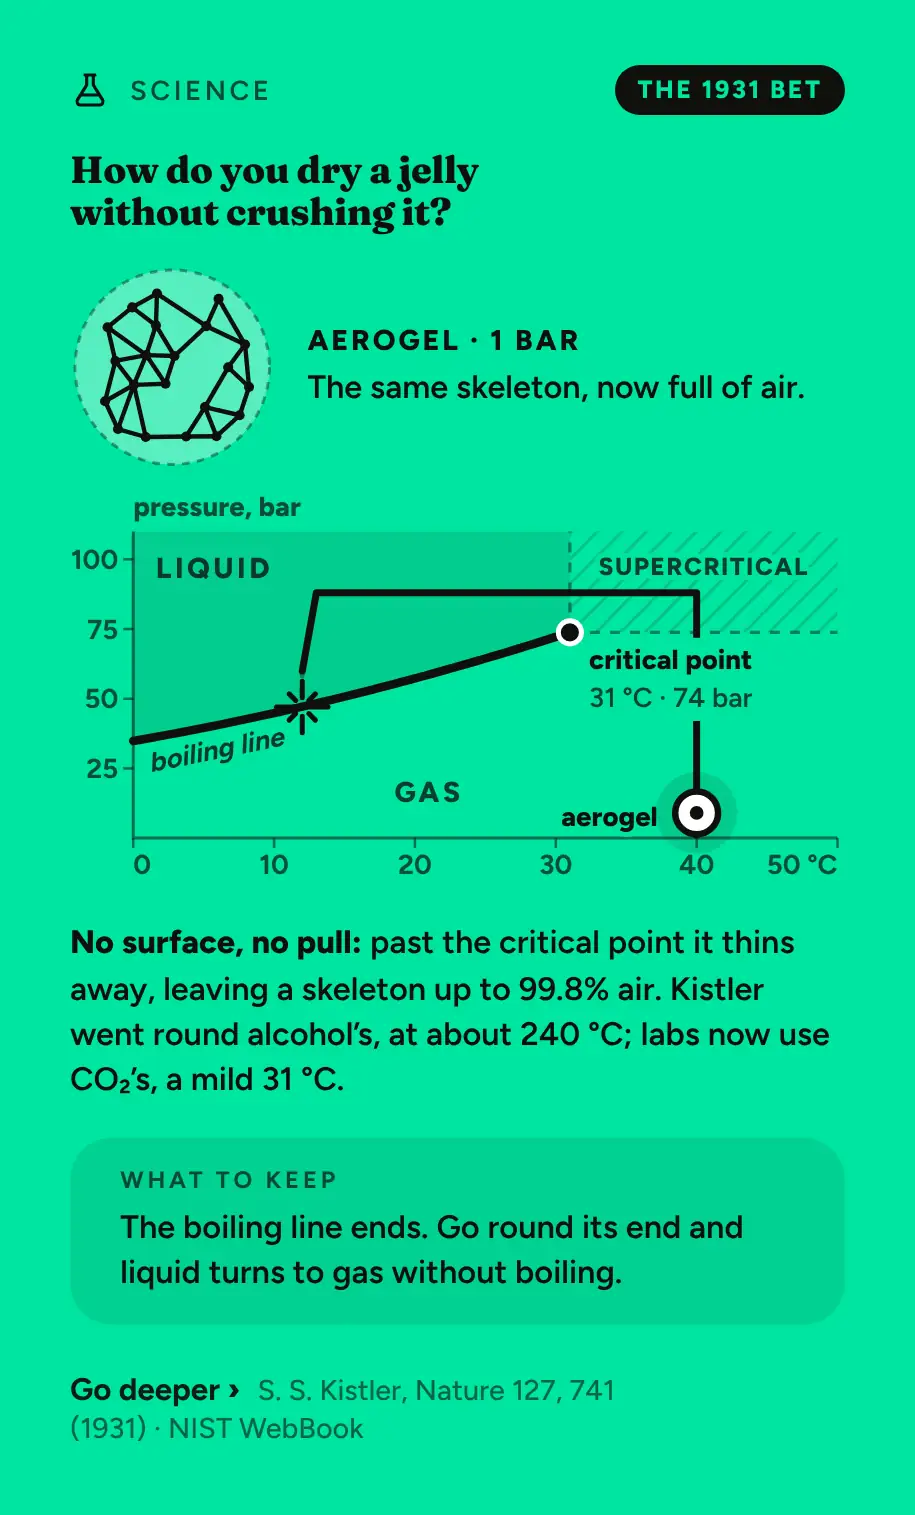 SCIENCE
THE 1931 BET
How do you dry a jelly
without crushing it?
AEROGEL · 1 BAR
The same skeleton, now full of air.
pressure, bar
100
LIQUID
SUPERCRITICAL
75
critical point
31 °C · 74 bar
50
boiling line
25
GAS
aerogel
0
10
20
30
40
50 °C
No surface, no pull: past the critical point it thins
away, leaving a skeleton up to 99.8% air. Kistler
went round alcohol’s, at about 240 °C; labs now use
CO₂’s, a mild 31 °C.
WHAT TO KEEP
The boiling line ends. Go round its end and
liquid turns to gas without boiling.
Go deeper › S. S. Kistler, Nature 127, 741
(1931) · NIST WebBook